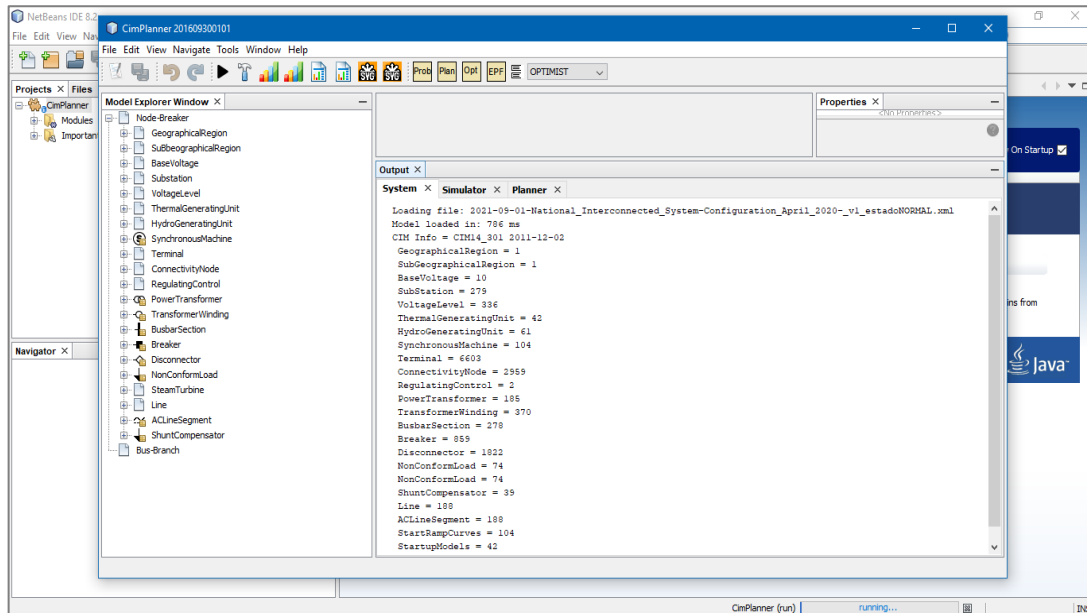 NetBeans IDE 8.2
File Edit View Nav
Projects Files
CimPlanner
Modules
Important
Navigator
CimPlanner 201609300101
File Edit View Navigate Tools Window Help
SVG SVG Prob Plan Opt EPF OPTIMIST
Model Explorer Window
Node-Breaker
GeographicalRegion
SuBbeographicalRegion
BaseVoltage
Substation
VoltageLevel
ThermalGeneratingUnit
HydroGeneratingUnit
SynchronousMachine
Terminal
ConnectivityNode
RegulatingControl
PowerTransformer
TransformerWinding
BusbarSection
Breaker
Disconnector
NonConformLoad
SteamTurbine
Line
ACLineSegment
ShuntCompensator
Bus-Branch
Properties
<No Properties>
Output
System Simulator Planner
Loading file: 2021-09-01-National_Interconnected_System-Configuration_April_2020-_v1_estadoNORMAL.xml
Model loaded in: 786 ms
CIM Info = CIM14_301 2011-12-02
GeographicalRegion = 1
SubGeographicalRegion = 1
BaseVoltage = 10
SubStation = 279
VoltageLevel = 336
ThermalGeneratingUnit = 42
HydroGeneratingUnit = 61
SynchronousMachine = 104
Terminal = 6603
ConnectivityNode = 2959
RegulatingControl = 2
PowerTransformer = 185
TransformerWinding = 370
BusbarSection = 278
Breaker = 859
Disconnector = 1822
NonConformLoad = 74
NonConformLoad = 74
ShuntCompensator = 39
Line = 188
ACLineSegment = 188
StartRampCurves = 104
StartupModels = 42
On Startup
ins from
Java
CimPlanner (run) running...
IN